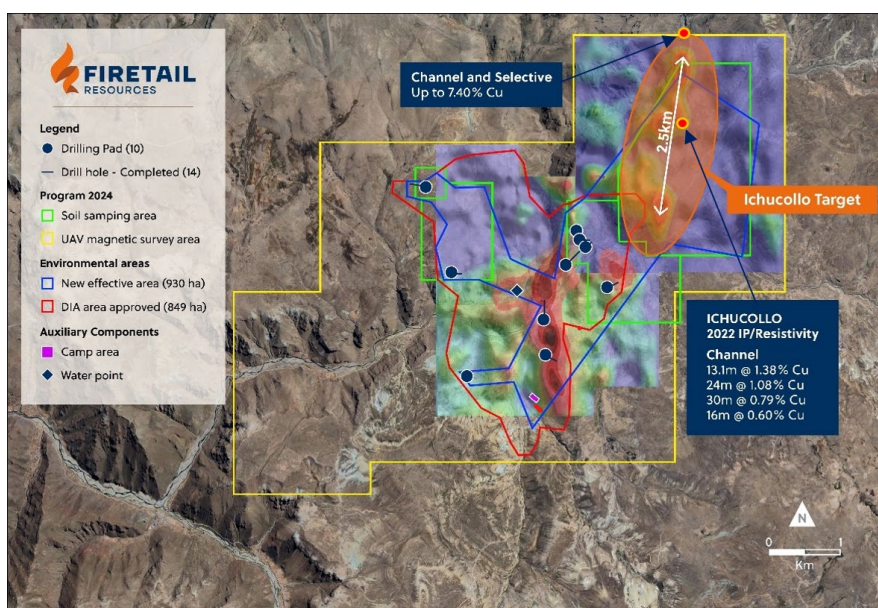 FIRETAIL
RESOURCES
Legend
Drilling Pad (10)
Drill hole - Completed (14)
Program 2024
Soil samping area
UAV magnetic survey area
Environmental areas
New effective area (930 ha)
DIA area approved (849 ha)
Auxiliary Components
Camp area
Water point
Channel and Selective
Up to 7.40% Cu
2.5km
Ichucollo Target
ICHUCOLLO
2022 IP/Resistivity
Channel
13.1m @ 1.38% Cu
24m @ 1.08% Cu
30m @ 0.79% Cu
16m @ 0.60% Cu
N
0 1
Km